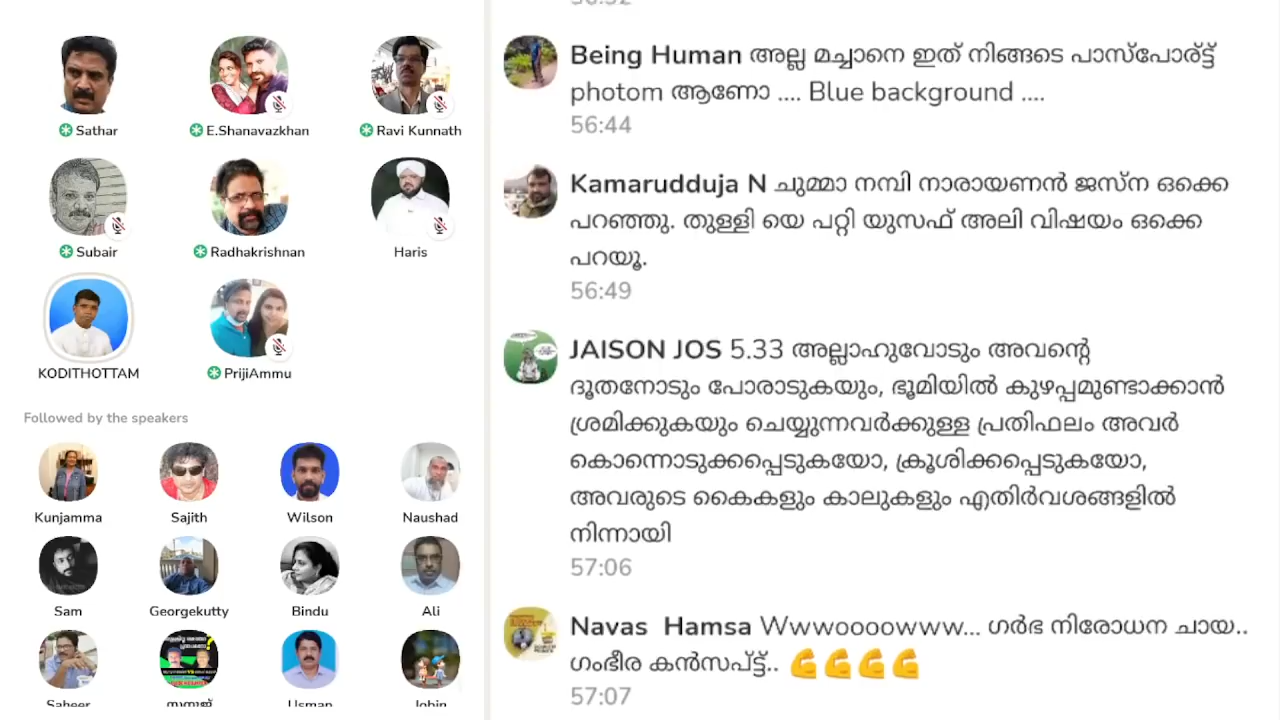 Sathar
E.Shanavazkhan
Ravi Kunnath
Subair
Radhakrishnan
Haris
KODITHOTTAM
PrijiAmmu
Followed by the speakers
Kunjamma
Sajith
Wilson
Naushad
Sam
Georgekutty
Bindu
Ali
Saheer
Usman
Jobin
Being Human അല്ല മച്ചാനെ ഇത് നിങ്ങടെ പാസ്പോര്ട്ട്
photom ആണോ .... Blue background ....
56:44
Kamarudduja N ചുമ്മാ നമ്പി നാരായണൻ ജസ്ന ഒക്കെ
പറഞ്ഞു. തുള്ളി യെ പറ്റി യുസഫ് അലി വിഷയം ഒക്കെ
പറയൂ.
56:49
JAISON JOS 5.33 അല്ലാഹുവോടും അവന്റെ
ദൂതനോടും പോരാടുകയും, ഭൂമിയിൽ കുഴപ്പമുണ്ടാക്കാൻ
ശ്രമിക്കുകയും ചെയ്യുന്നവർക്കുള്ള പ്രതിഫലം അവർ
കൊന്നൊടുക്കപ്പെടുകയോ, ക്രൂശിക്കപ്പെടുകയോ,
അവരുടെ കൈകളും കാലുകളും എതിർവശങ്ങളിൽ
നിന്നായി
57:06
Navas Hamsa Wwwoooowww... ഗർഭ നിരോധന ചായ..
ഗംഭീര കൻസപ്ട്ട്.. 💪💪💪💪
57:07